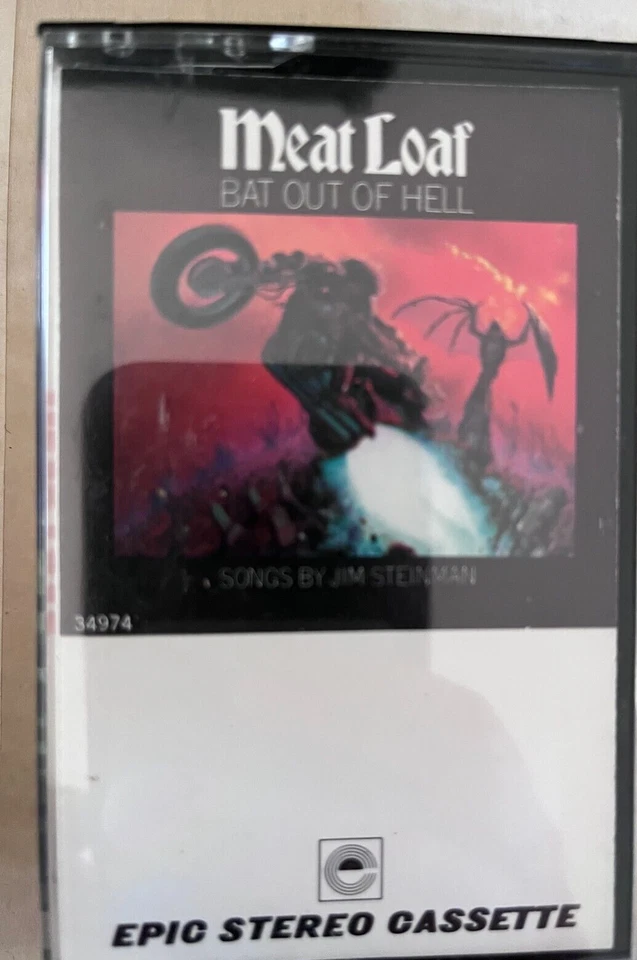 Meat Loaf
BAT OUT OF HELL
SONGS BY JIM STEINMAN
34974
EPIC STEREO CASSETTE